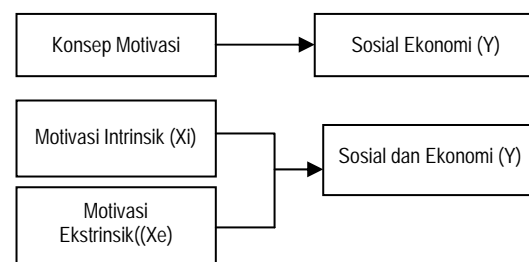 Konsep Motivasi
Sosial Ekonomi (Y)
Motivasi Intrinsik (Xi)
Sosial dan Ekonomi (Y)
Motivasi
Ekstrinsik((Xe)